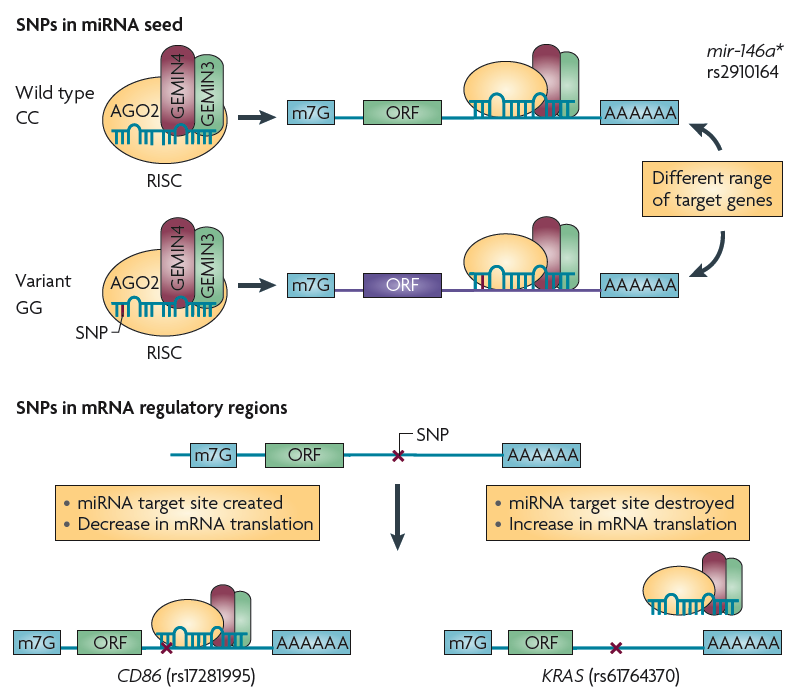 SNPs in miRNA seed
mir-146a*
rs2910164
Wild type
CC
AGO2
GEMIN4
GEMIN3
RISC
m7G
ORF
AAAAAA
Different range
of target genes
Variant
GG
AGO2
GEMIN4
GEMIN3
SNP
RISC
m7G
ORF
AAAAAA
SNPs in mRNA regulatory regions
SNP
m7G
ORF
AAAAAA
• miRNA target site created
• Decrease in mRNA translation
• miRNA target site destroyed
• Increase in mRNA translation
m7G
ORF
AAAAAA
CD86 (rs17281995)
m7G
ORF
AAAAAA
KRAS (rs61764370)